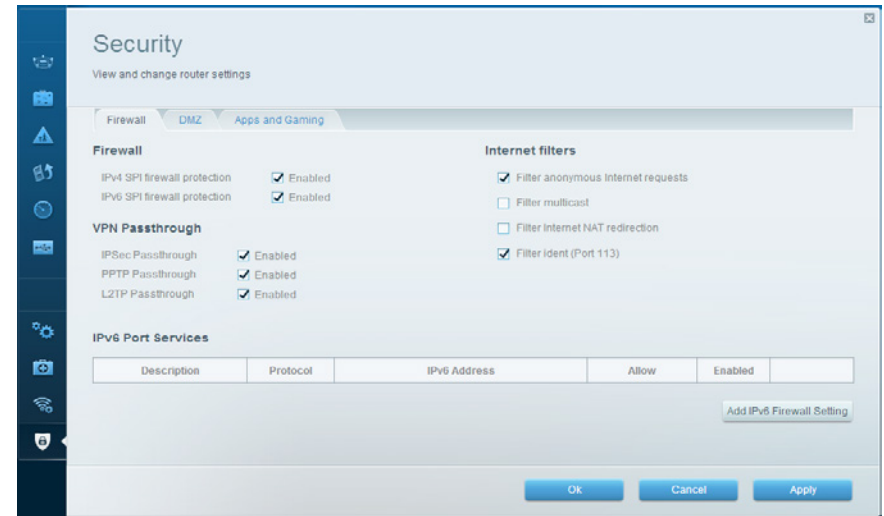 Security
View and change router settings
Firewall DMZ Apps and Gaming
Firewall
IPv4 SPI firewall protection Enabled
IPv6 SPI firewall protection Enabled
VPN Passthrough
IPSec Passthrough Enabled
PPTP Passthrough Enabled
L2TP Passthrough Enabled
Internet filters
Filter anonymous Internet requests
Filter multicast
Filter Internet NAT redirection
Filter ident (Port 113)
IPv6 Port Services
Description Protocol IPv6 Address Allow Enabled
Add IPv6 Firewall Setting
Ok Cancel Apply